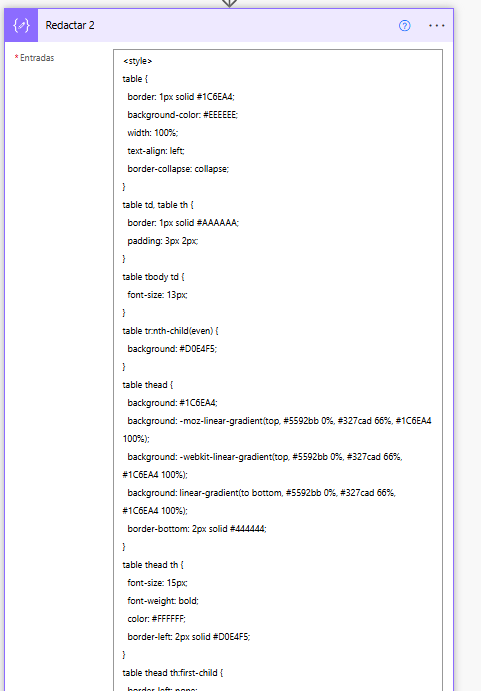 Redactar 2
*Entradas
<style>
table {
border: 1px solid #1C6EA4;
background-color: #EEEEEE;
width: 100%;
text-align: left;
border-collapse: collapse;
}
table td, table th {
border: 1px solid #AAAAAA;
padding: 3px 2px;
}
table tbody td {
font-size: 13px;
}
table tr:nth-child(even) {
background: #D0E4F5;
}
table thead {
background: #1C6EA4;
background: -moz-linear-gradient(top, #5592bb 0%, #327cad 66%, #1C6EA4
100%);
background: -webkit-linear-gradient(top, #5592bb 0%, #327cad 66%,
#1C6EA4 100%);
background: linear-gradient(to bottom, #5592bb 0%, #327cad 66%,
#1C6EA4 100%);
border-bottom: 2px solid #444444;
}
table thead th {
font-size: 15px;
font-weight: bold;
color: #FFFFFF;
border-left: 2px solid #D0E4F5;
}
table thead th:first-child {
border-left: none;